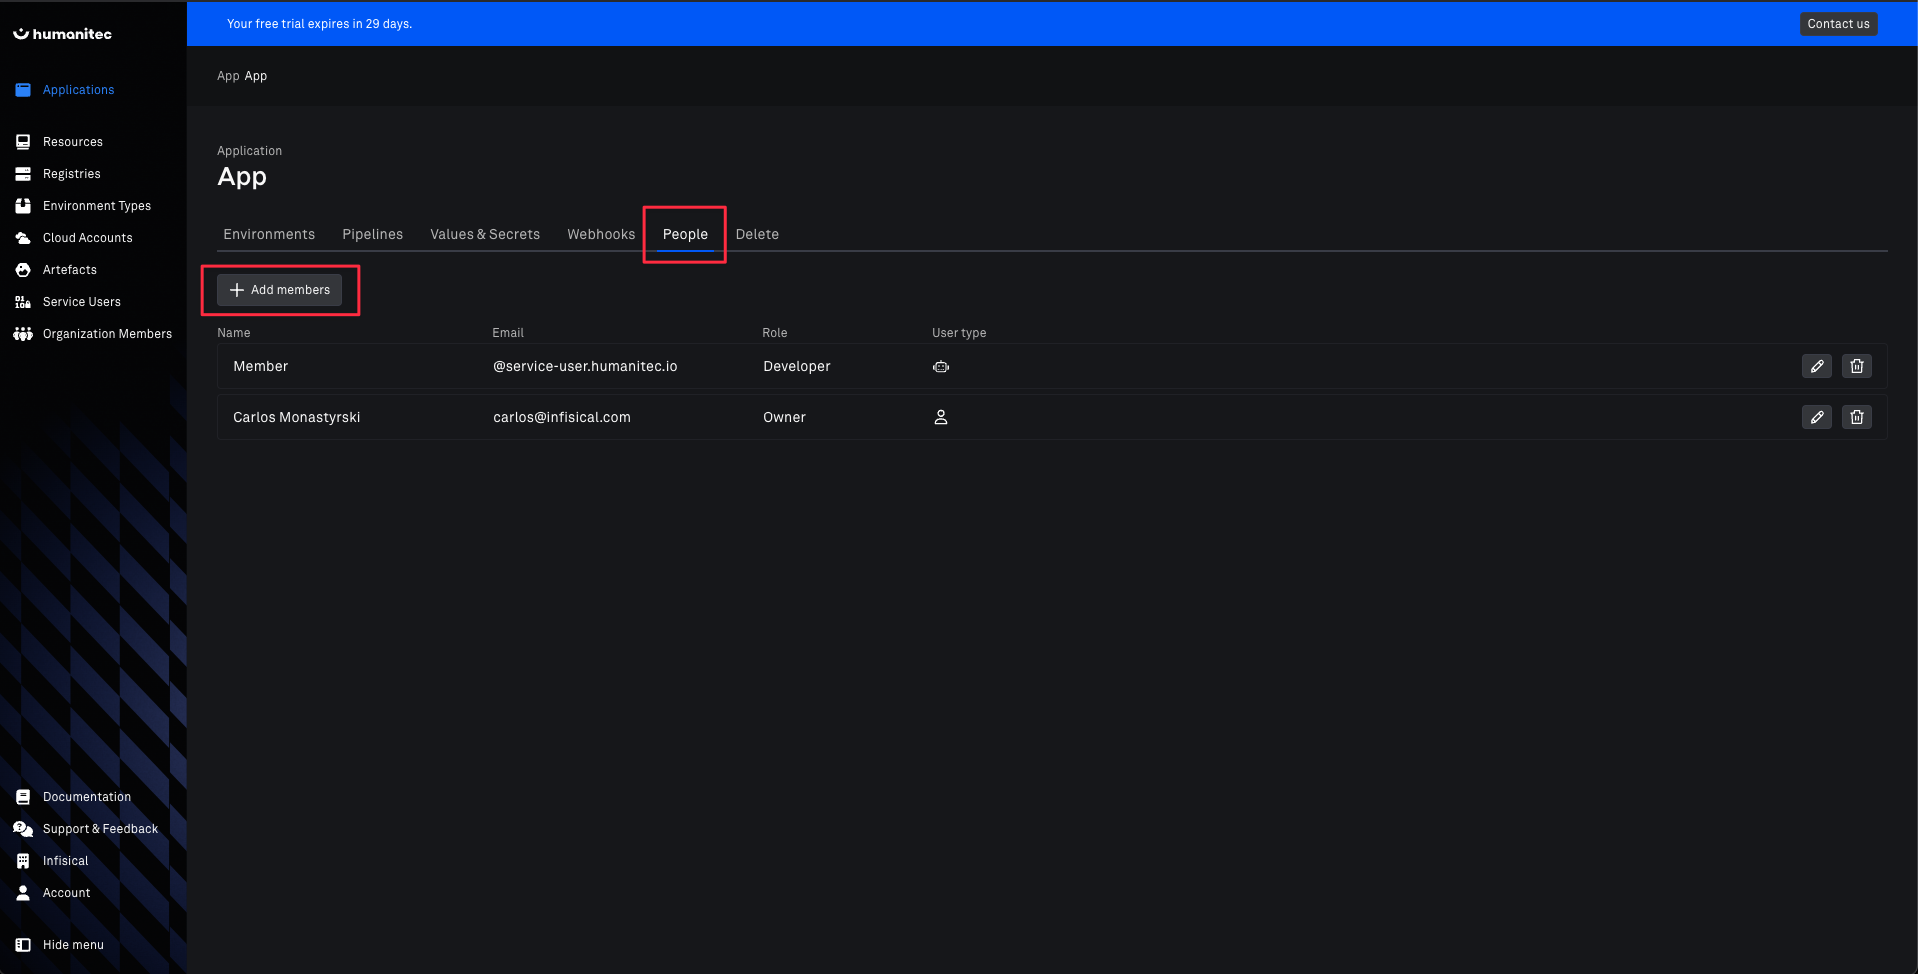 humanitec
Your free trial expires in 29 days.
Contact us
App App
Applications
Resources
Registries
Environment Types
Cloud Accounts
Artefacts
Service Users
Organization Members
Application
App
Environments Pipelines Values & Secrets Webhooks People Delete
Add members
Name Email Role User type
Member @service-user.humanitec.io Developer
Carlos Monastyrski carlos@infisical.com Owner
Documentation
Support & Feedback
Infisical
Account
Hide menu